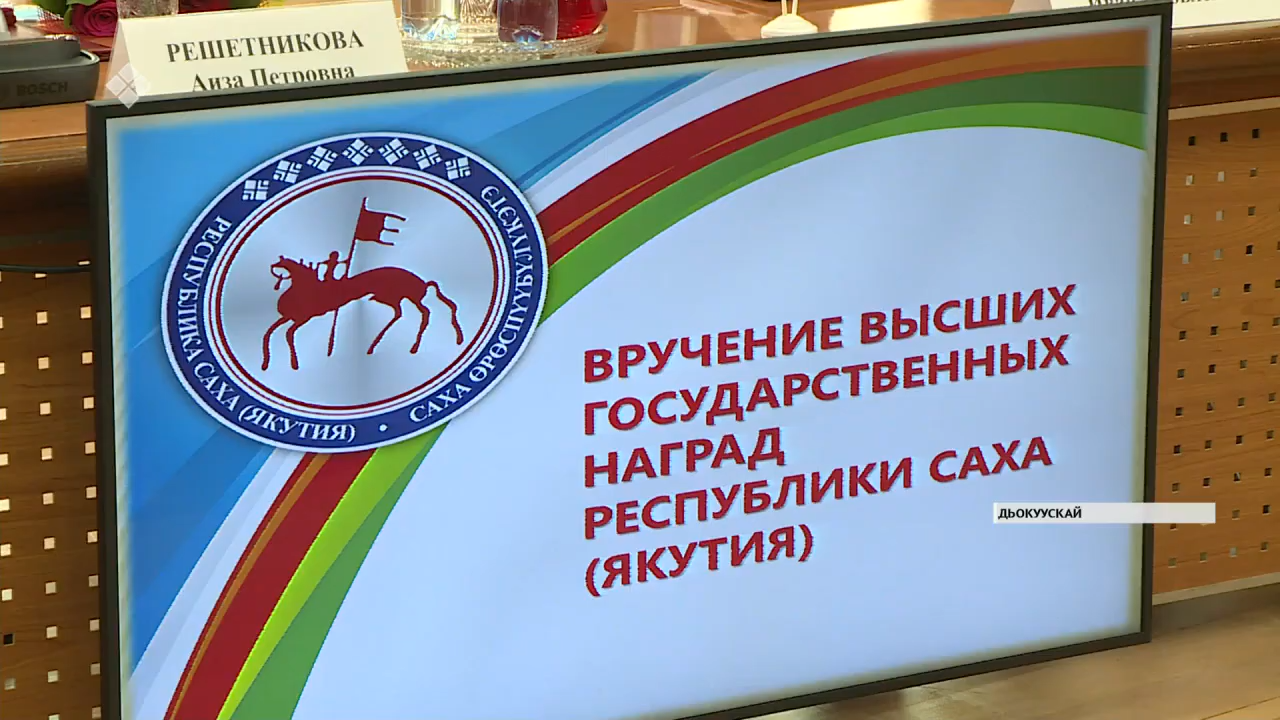 РЕШЕТНИКОВА
Аиза Петровна
BOSCH
РЕСПУБЛИКА САХА (ЯКУТИЯ) • САХА ӨРӨСПҮҮБҮЛҮКЭТЭ
ВРУЧЕНИЕ ВЫСШИХ
ГОСУДАРСТВЕННЫХ
НАГРАД
РЕСПУБЛИКИ САХА
(ЯКУТИЯ)
ДЬОКУУСКАЙ